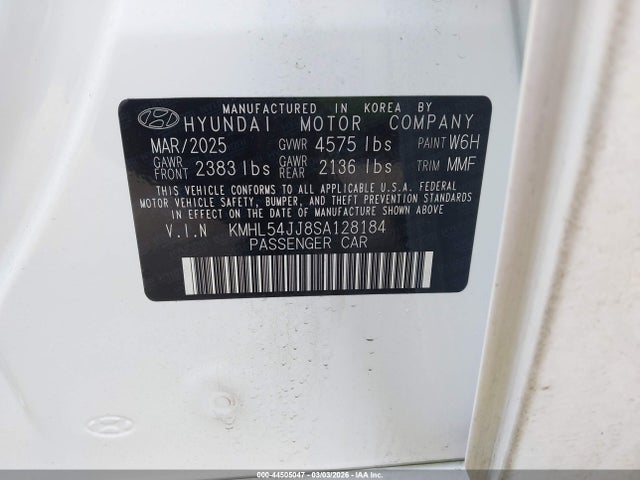 MANUFACTURED IN KOREA BY
HYUNDAI MOTOR COMPANY
MAR/2025 GVWR 4575 lbs PAINT W6H
GAWR FRONT 2383 lbs GAWR REAR 2136 lbs TRIM MMF
THIS VEHICLE CONFORMS TO ALL APPLICABLE U.S.A. FEDERAL
MOTOR VEHICLE SAFETY, BUMPER, AND THEFT PREVENTION STANDARDS
IN EFFECT ON THE DATE OF MANUFACTURE SHOWN ABOVE
V.I.N KMHL54JJ8SA128184
PASSENGER CAR
000-44505047 - 03/03/2026 - IAA Inc.